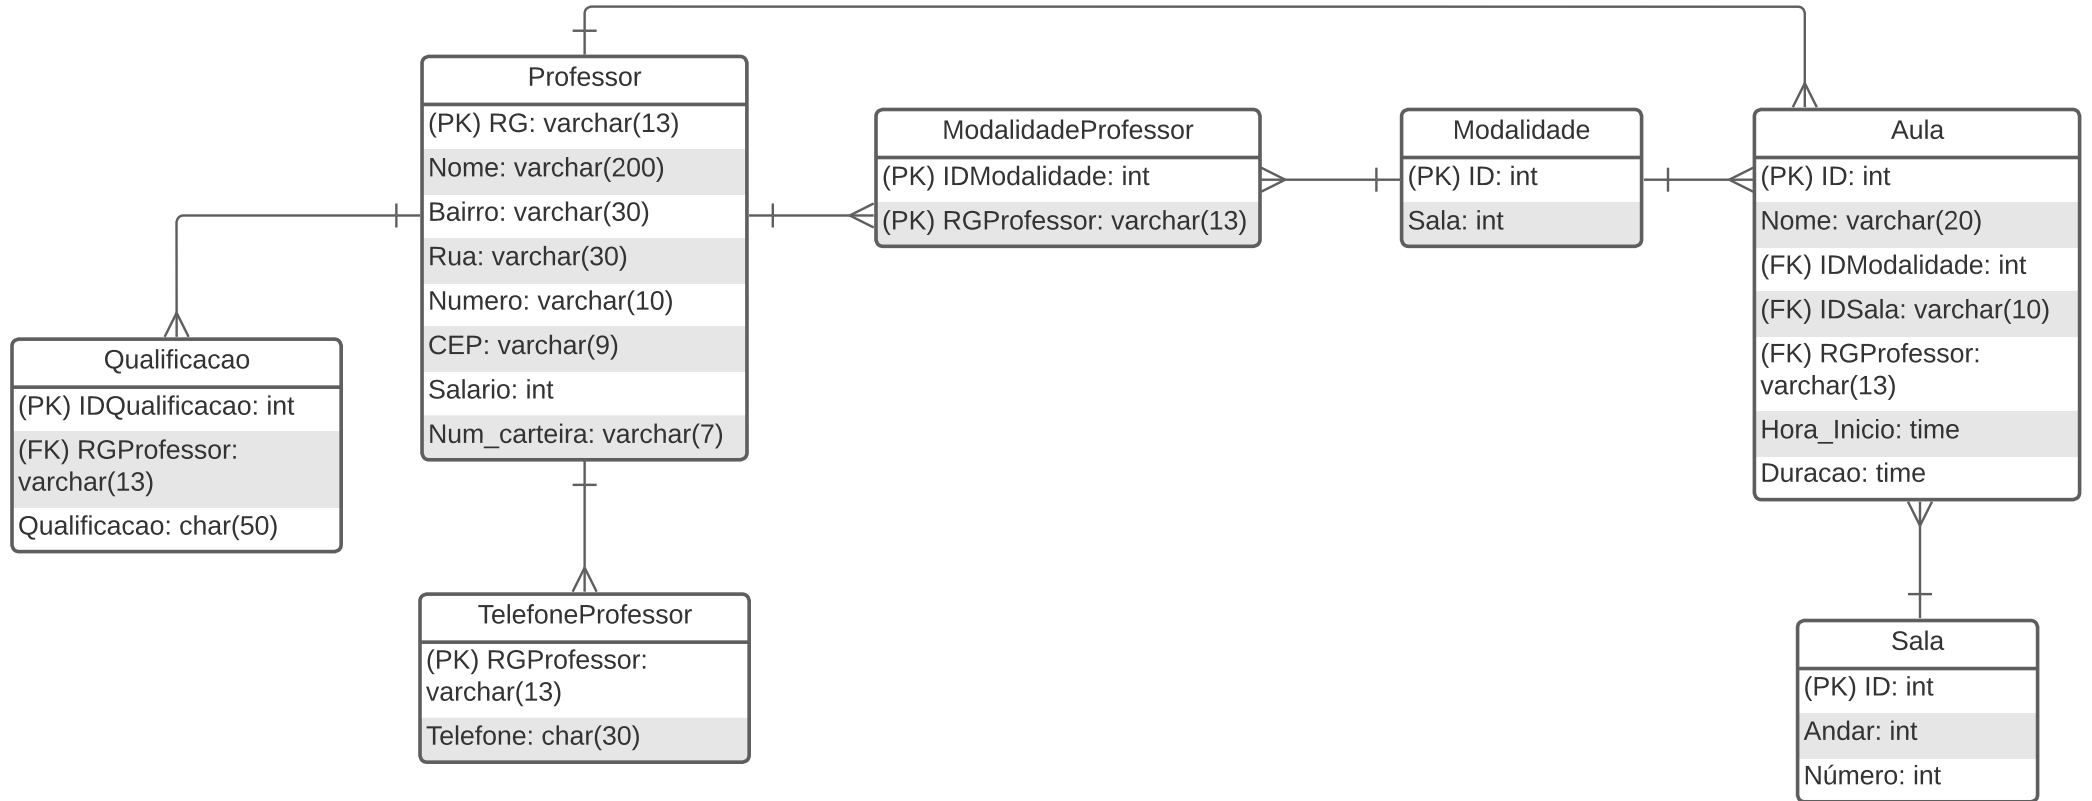 Professor
(PK) RG: varchar(13)
Nome: varchar(200)
Bairro: varchar(30)
Rua: varchar(30)
Numero: varchar(10)
CEP: varchar(9)
Salario: int
Num_carteira: varchar(7)
ModalidadeProfessor
(PK) IDModalidade: int
(PK) RGProfessor: varchar(13)
Modalidade
(PK) ID: int
Sala: int
Aula
(PK) ID: int
Nome: varchar(20)
(FK) IDModalidade: int
(FK) IDSala: varchar(10)
(FK) RGProfessor:
varchar(13)
Hora_Inicio: time
Duracao: time
Qualificacao
(PK) IDQualificacao: int
(FK) RGProfessor:
varchar(13)
Qualificacao: char(50)
TelefoneProfessor
(PK) RGProfessor:
varchar(13)
Telefone: char(30)
Sala
(PK) ID: int
Andar: int
Número: int